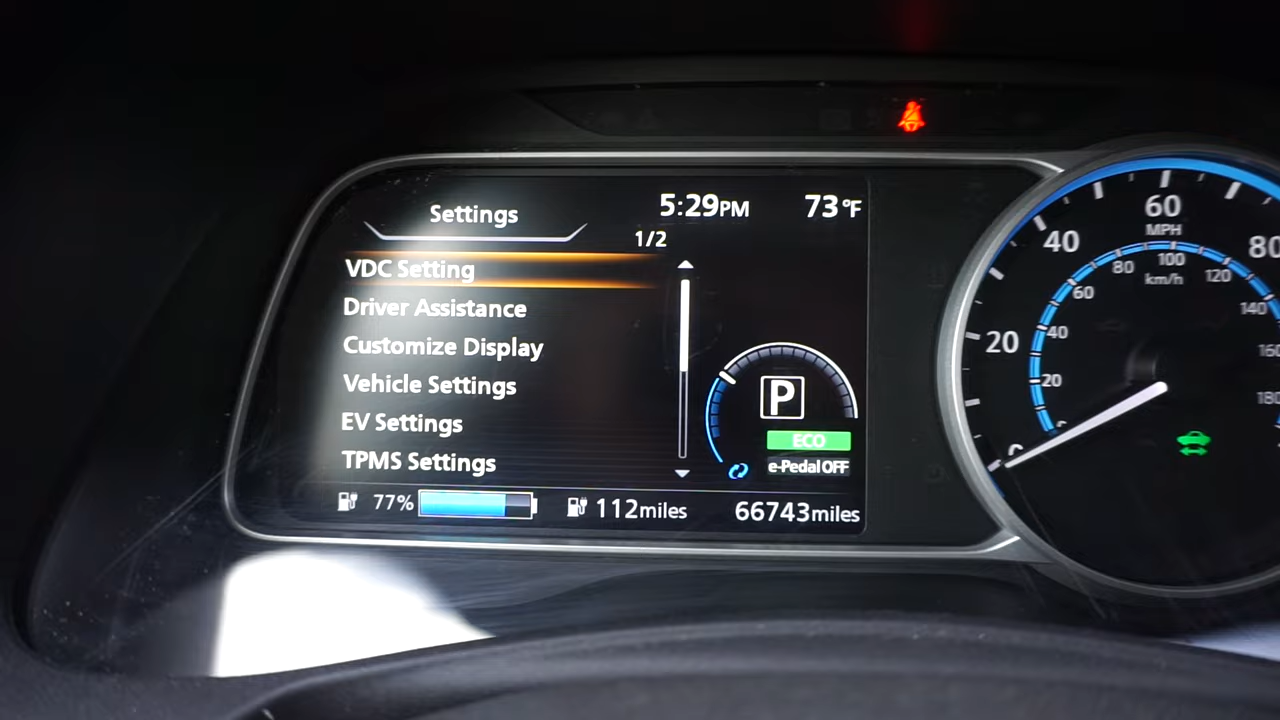 Settings
5:29PM
73°F
1/2
VDC Setting
Driver Assistance
Customize Display
Vehicle Settings
EV Settings
TPMS Settings
P
ECO
e-Pedal OFF
77%
112miles
66743miles
0
20
40
60
80
MPH
0
20
40
60
80
100
120
140
160
180
km/h